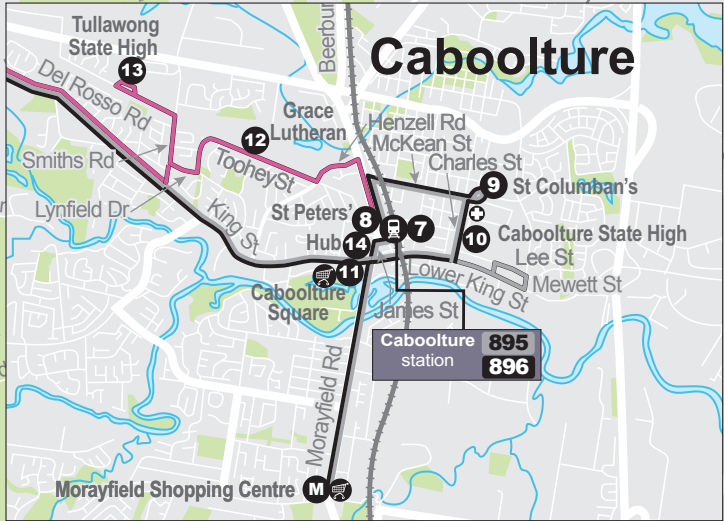 Caboolture
Tullawong
State High
13
Beerbur
Del Rosso Rd
Grace
Lutheran
Henzell Rd
McKean St
Charles St
12
Toohey St
Smiths Rd
9 St Columban's
Lynfield Dr
King St
St Peters'
8
7
10 Caboolture State High
Hub 14
Lee St
11
Lower King St
Mewett St
Caboolture
Square
James St
Caboolture
station
895
896
Morayfield Rd
Morayfield Shopping Centre M